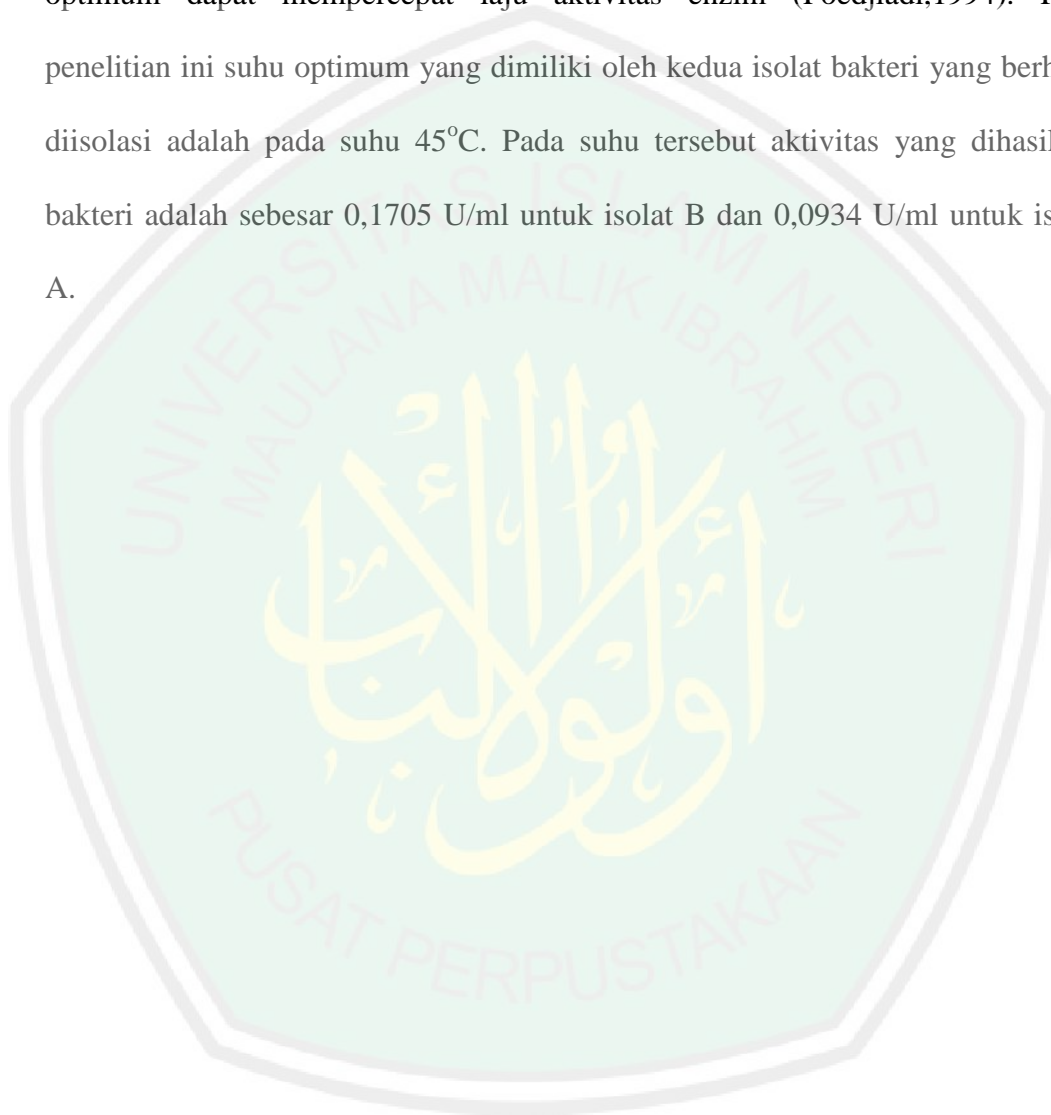 optimum dapat mempercepat laju aktivitas enzim (Poedjiadi,1994).
penelitian ini suhu optimum yang dimiliki oleh kedua isolat bakteri yang
diisolasi adalah pada suhu 45°C. Pada suhu tersebut aktivitas yang
bakteri adalah sebesar 0,1705 U/ml untuk isolat B dan 0,0934 U/ml untuk
A.
UNIVERSITAS ISLAM NEGERI
MAULANA MALIK IBRAHIM
أولوا الألباب
PUSAT PERPUSTAKAAN